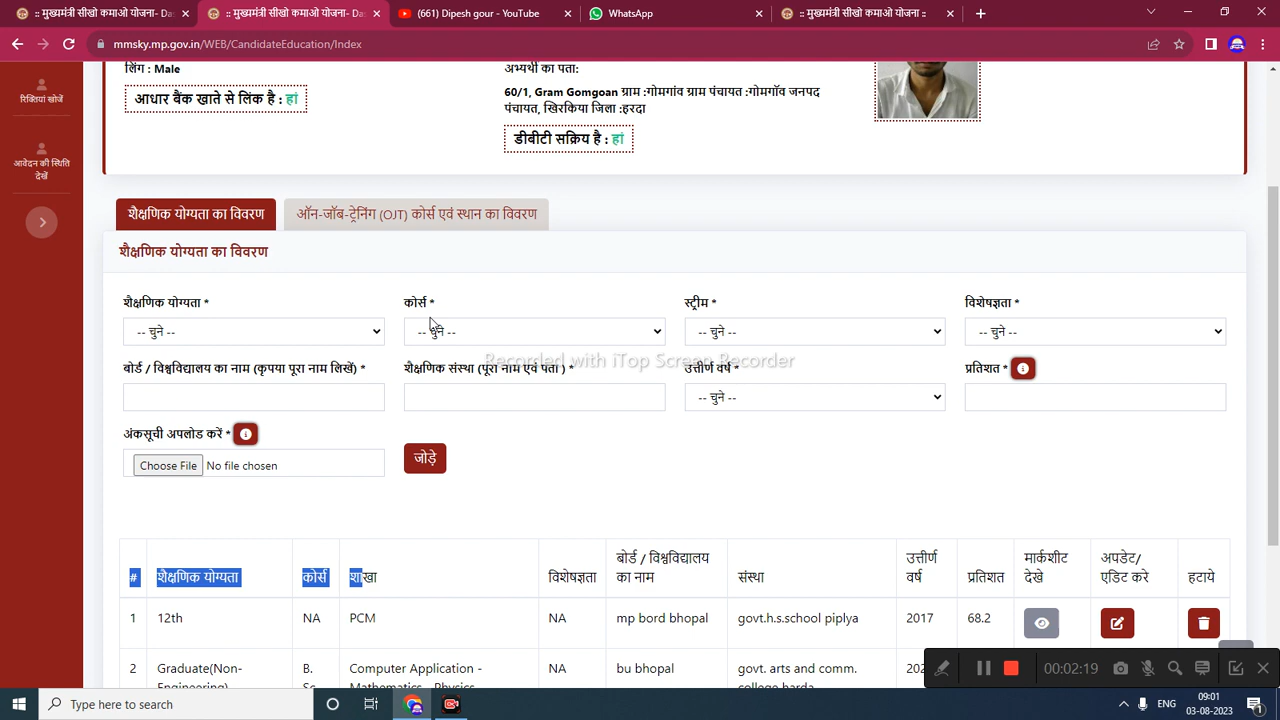 :: मुख्यमंत्री सीखो कमाओ योजना- Da
:: मुख्यमंत्री सीखो कमाओ योजना- Da
(661) Dipesh gour - YouTube
WhatsApp
:: मुख्यमंत्री सीखो कमाओ योजना ::
mmsky.mp.gov.in/WEB/CandidateEducation/Index
रिक्तियां खोजें
आवेदन की स्थिति
देखें
लिंग : Male
अभ्यर्थी का पता:
आधार बैंक खाते से लिंक है : हां
60/1, Gram Gomgoan ग्राम :गोमगांव ग्राम पंचायत :गोमगाँव जनपद
पंचायत, खिरकिया जिला :हरदा
डीबीटी सक्रिय है : हां
शैक्षणिक योग्यता का विवरण
ऑन-जॉब-ट्रेनिंग (OJT) कोर्स एवं स्थान का विवरण
शैक्षणिक योग्यता का विवरण
शैक्षणिक योग्यता * कोर्स * स्ट्रीम * विशेषज्ञता *
-- चुने -- -- चुने -- -- चुने -- -- चुने --
Recorded with iTop Screen Recorder
बोर्ड / विश्वविद्यालय का नाम (कृपया पूरा नाम लिखें) * शैक्षणिक संस्था (पूरा नाम एवं पता ) * उत्तीर्ण वर्ष * प्रतिशत *
-- चुने --
अंकसूची अपलोड करें *
Choose File No file chosen
जोड़े
# शैक्षणिक योग्यता कोर्स शाखा विशेषज्ञता बोर्ड / विश्वविद्यालय का नाम संस्था उत्तीर्ण वर्ष प्रतिशत मार्कशीट देखे अपडेट/ एडिट करे हटाये
1 12th NA PCM NA mp bord bhopal govt.h.s.school piplya 2017 68.2
2 Graduate(Non-Engineering) B. Sc Computer Application - Mathematics - Physics NA bu bhopal govt. arts and comm. college harda
00:02:19
Type here to search
ENG
09:01
03-08-2023